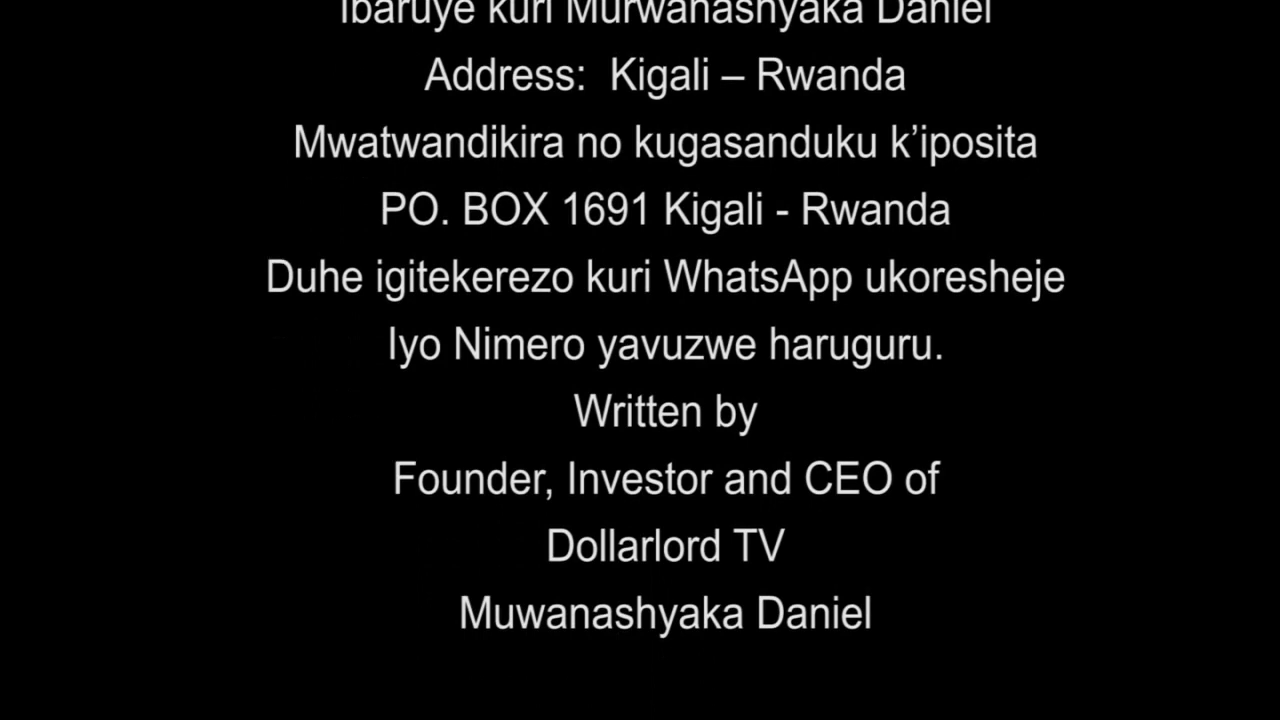 Ibaruye kuri Murwanashyaka Daniel
Address: Kigali – Rwanda
Mwatwandikira no kugasanduku k’iposita
PO. BOX 1691 Kigali - Rwanda
Duhe igitekerezo kuri WhatsApp ukoresheje
Iyo Nimero yavuzwe haruguru.
Written by
Founder, Investor and CEO of
Dollarlord TV
Muwanashyaka Daniel